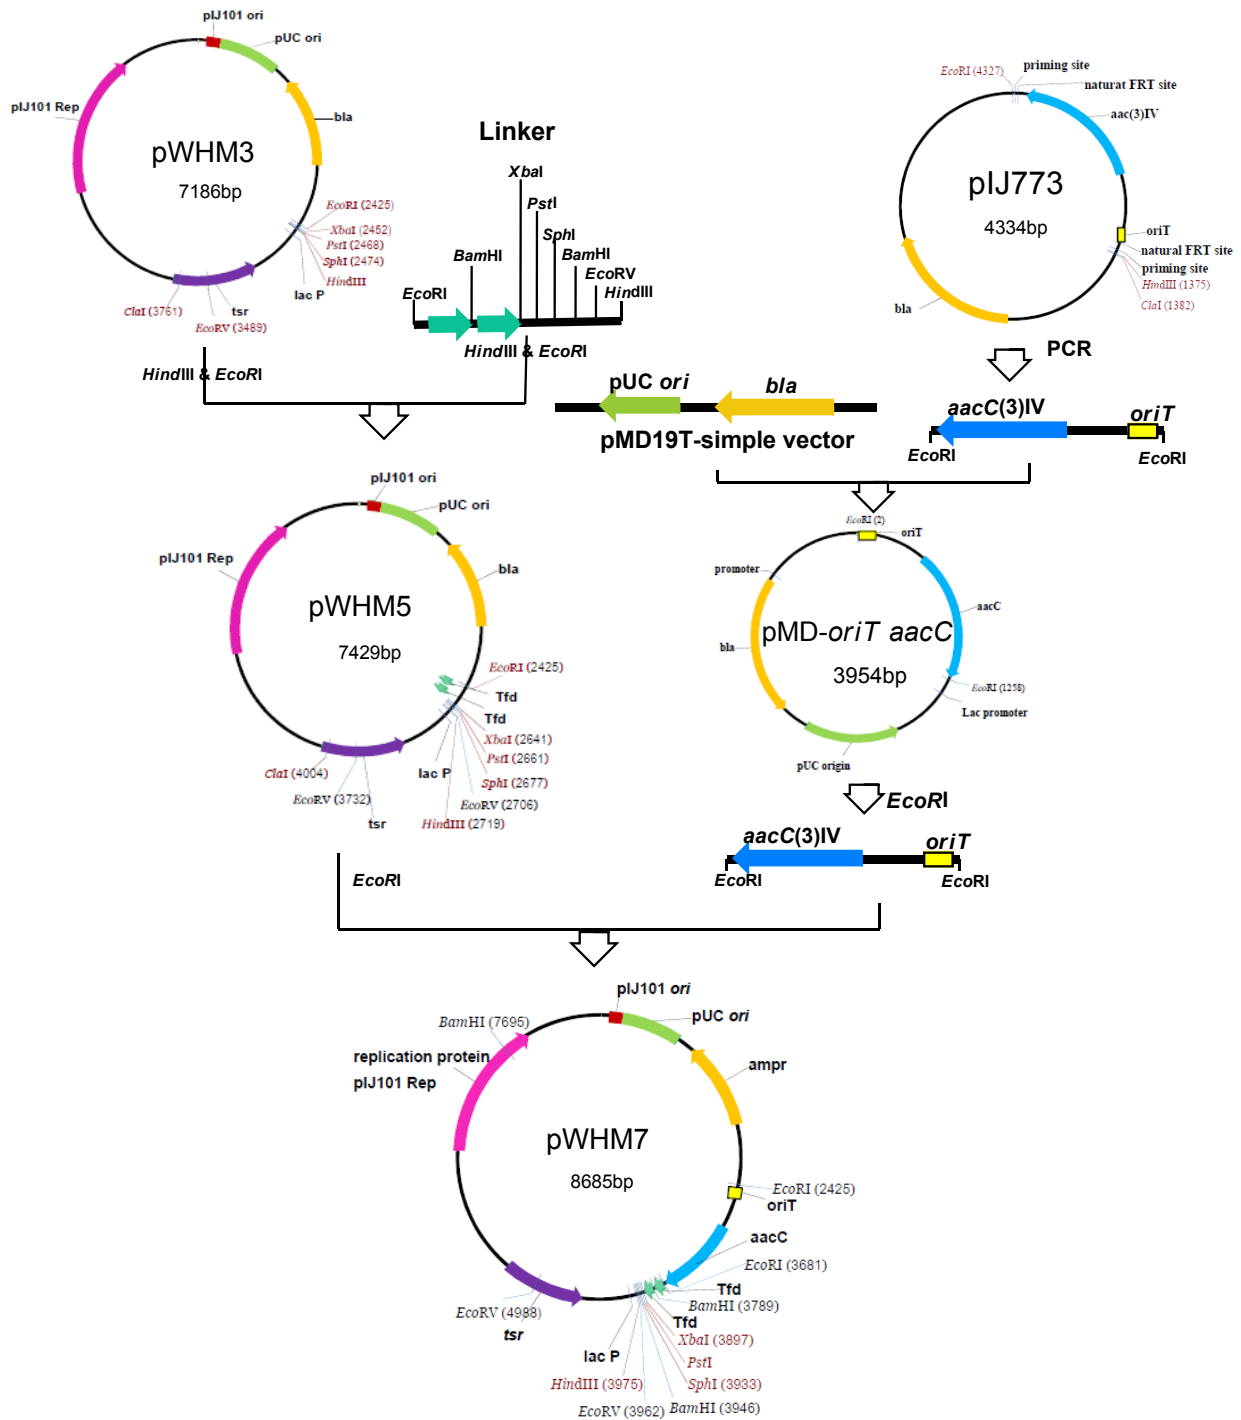 pIJ101 ori
pUC ori
pIJ101 Rep
bla
pWHM3
7186bp
EcoRI (2425)
XbaI (2452)
PstI (2468)
SphI (2474)
HindIII
lac P
tsr
ClaI (3761)
EcoRV (3489)
HindIII & EcoRI
Linker
XbaI
PstI
SphI
BamHI
BamHI
EcoRV
EcoRI
HindIII
HindIII & EcoRI
EcoRI (4327)
priming site
naturat FRT site
aac(3)IV
pIJ773
4334bp
oriT
natural FRT site
priming site
HindIII (1375)
ClaI (1382)
bla
PCR
pUC ori
bla
pMD19T-simple vector
aacC(3)IV
oriT
EcoRI
EcoRI
pIJ101 ori
pUC ori
pIJ101 Rep
bla
pWHM5
7429bp
EcoRI (2425)
Tfd
Tfd
XbaI (2641)
PstI (2661)
SphI (2677)
lac P
EcoRV (2706)
HindIII (2719)
ClaI (4004)
EcoRV (3732)
tsr
EcoRI (2)
oriT
promoter
aacC
pMD-oriT aacC
bla
3954bp
EcoRI (1258)
Lac promoter
pUC origin
EcoRI
aacC(3)IV
oriT
EcoRI
EcoRI
EcoRI
pIJ101 ori
pUC ori
BamHI (7695)
replication protein
pIJ101 Rep
ampr
pWHM7
8685bp
EcoRI (2425)
oriT
aacC
EcoRI (3681)
Tfd
BamHI (3789)
Tfd
XbaI (3897)
PstI
SphI (3933)
BamHI (3946)
EcoRV (3962)
HindIII (3975)
lac P
EcoRV (4988)
tsr